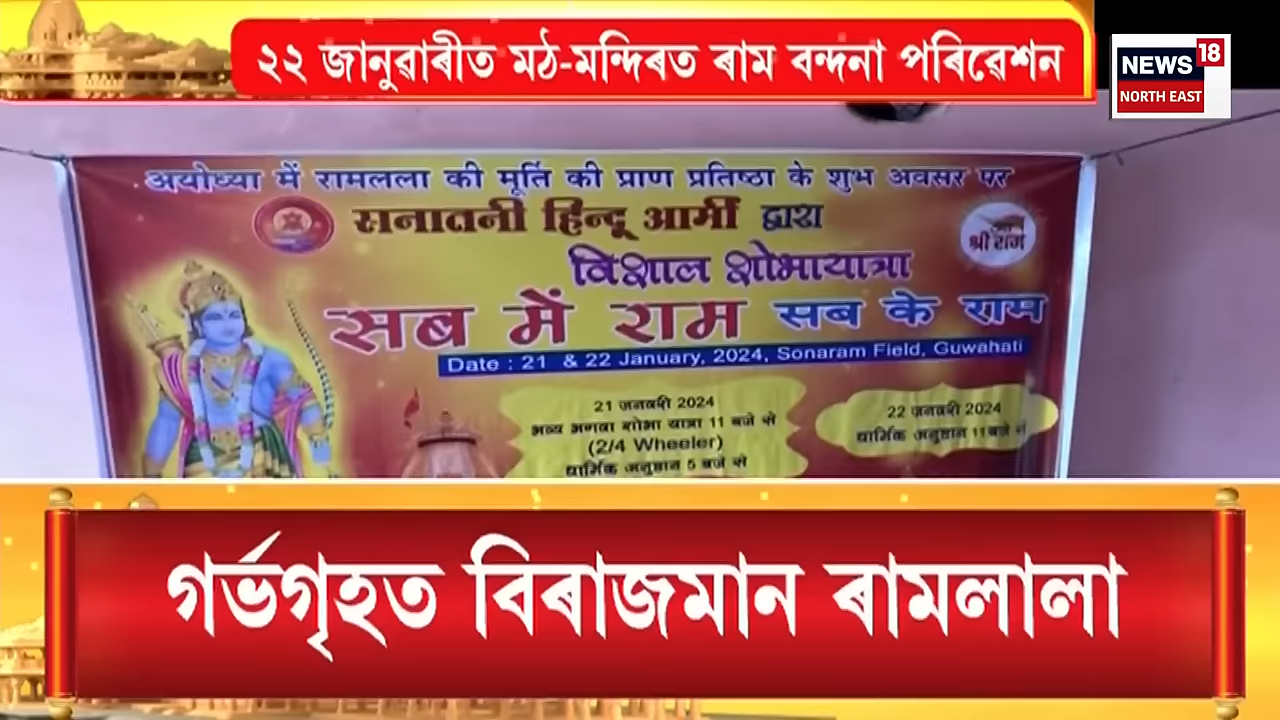 ২২ জানুৱাৰীত মঠ-মন্দিৰত ৰাম বন্দনা পৰিৱেশন
NEWS 18
NORTH EAST
अयोध्या में रामलला की मूर्ति की प्राण प्रतिष्ठा के शुभ अवसर पर
सनातनी हिन्दू आर्मी द्वारा
श्री राम
विशाल शोभायात्रा
सब में राम सब के राम
Date : 21 & 22 January, 2024, Sonaram Field, Guwahati
21 जनवरी 2024
भव्य भगवा शोभा यात्रा 11 बजे से
(2/4 Wheeler)
धार्मिक अनुष्ठान 5 बजे से
22 जनवरी 2024
धार्मिक अनुष्ठान 11 बजे से
গৰ্ভগৃহত বিৰাজমান ৰামলালা